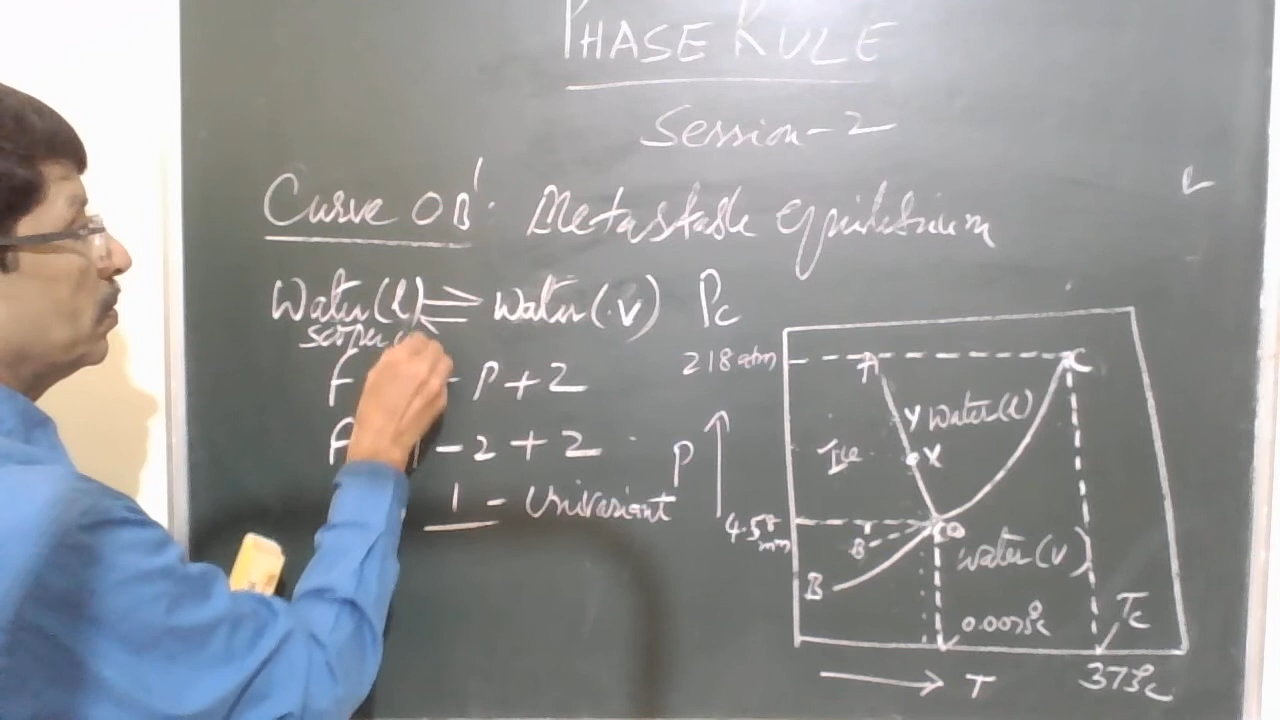 PHASE RULE
Session-2
Curve OB': Metastable equilibrium
Water(l) ⇌ Water(v)
scoper
F - P+2
F - 2 + 2
1 - Univariant
Pc
218 atm
A
C
Y Water(l)
Ice
X
P
4.58
mm
O
B'
B
Water(v)
0.0075°c
Tc
T
373°c